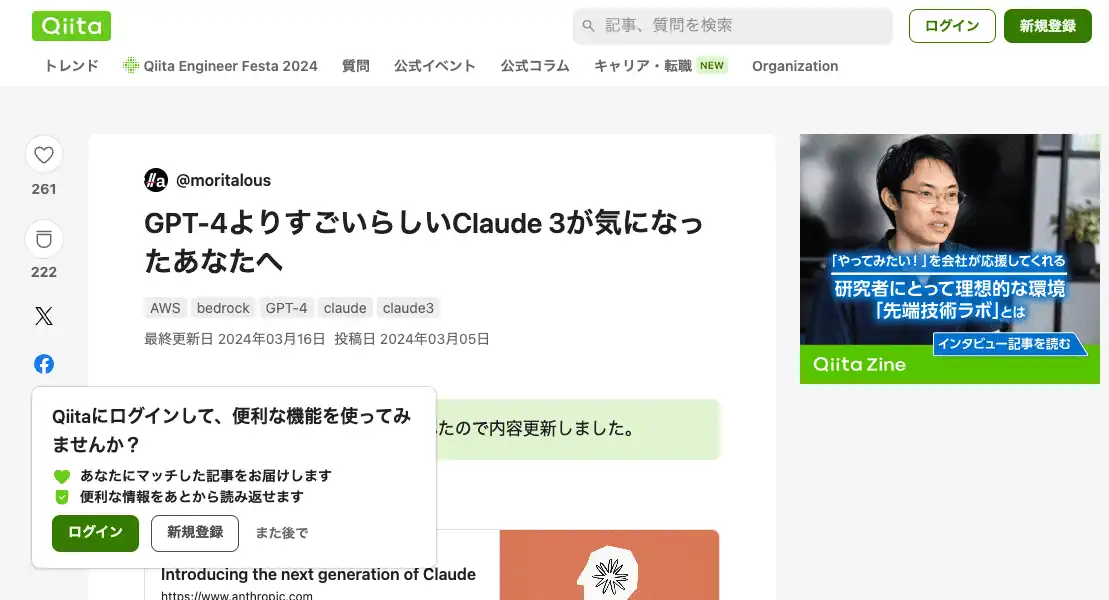 Qiita
記事、質問を検索
ログイン
新規登録
トレンド
Qiita Engineer Festa 2024
質問
公式イベント
公式コラム
キャリア・転職 NEW
Organization
261
222
@moritalous
GPT-4よりすごいらしいClaude 3が気になっ
たあなたへ
AWS bedrock GPT-4 claude claude3
最終更新日 2024年03月16日 投稿日 2024年03月05日
たので内容更新しました。
Qiitaにログインして、便利な機能を使ってみ
ませんか？
あなたにマッチした記事をお届けします
便利な情報をあとから読み返せます
ログイン
新規登録
また後で
Introducing the next generation of Claude
https://www.anthropic.com
「やってみたい！」を会社が応援してくれる
研究者にとって理想的な環境
「先端技術ラボ」とは
インタビュー記事を読む
Qiita Zine